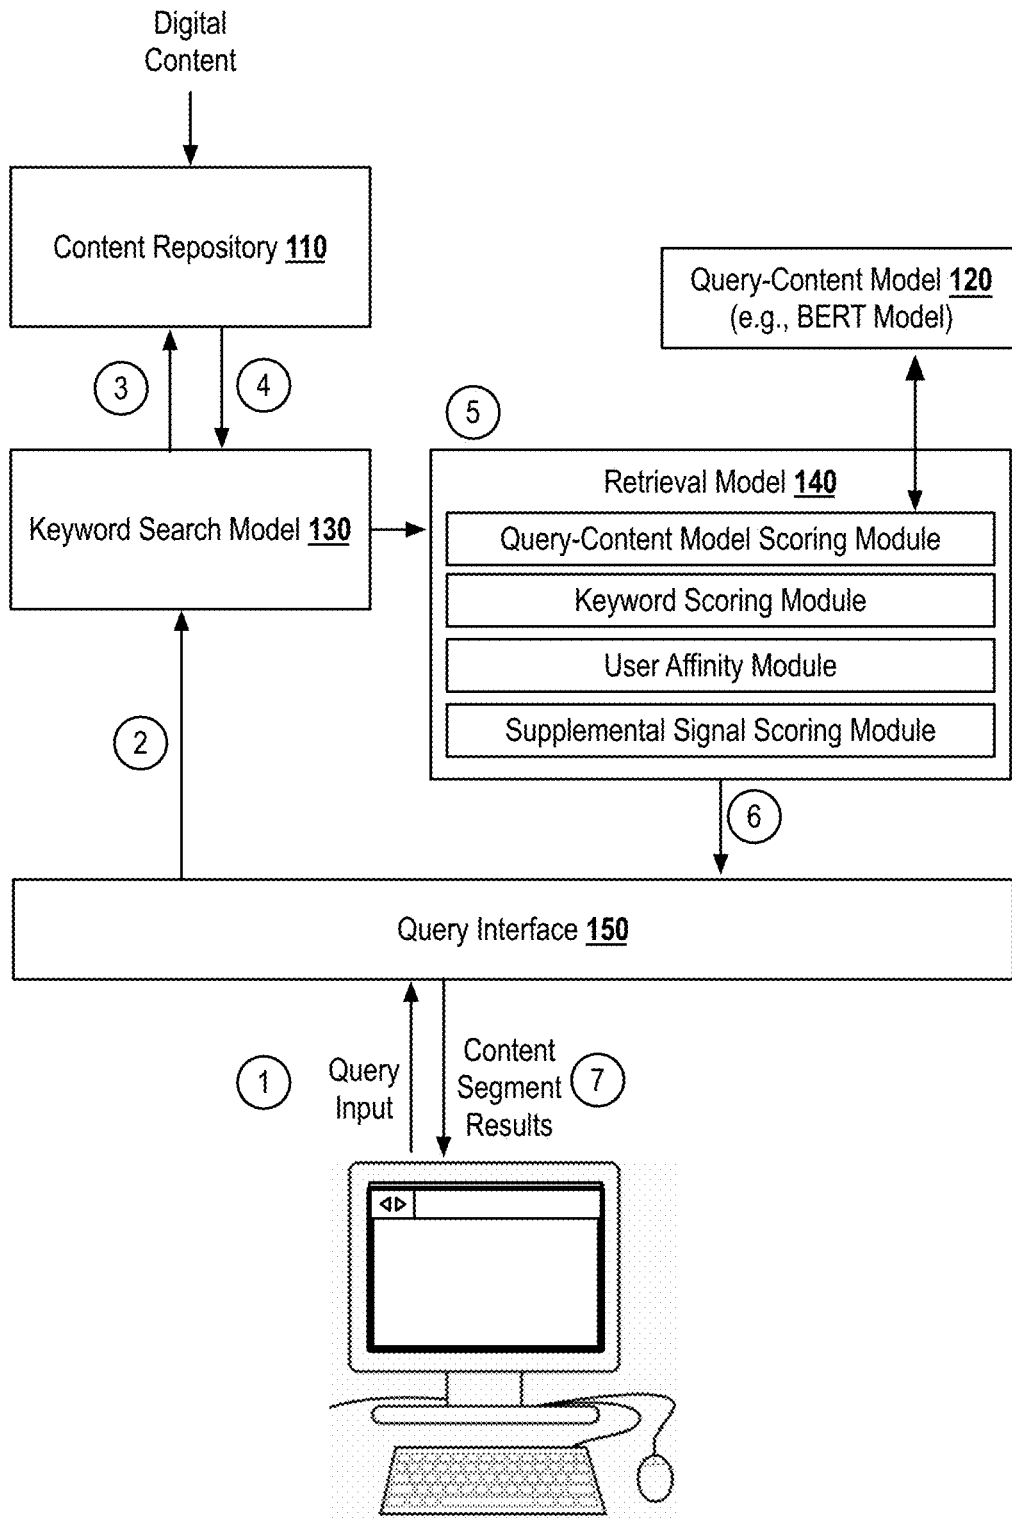 Digital
Content
Content Repository 110
Query-Content Model 120
(e.g., BERT Model)
3
4
5
Keyword Search Model 130
Retrieval Model 140
Query-Content Model Scoring Module
Keyword Scoring Module
User Affinity Module
Supplemental Signal Scoring Module
2
6
Query Interface 150
1
Query
Input
Content
Segment
Results
7